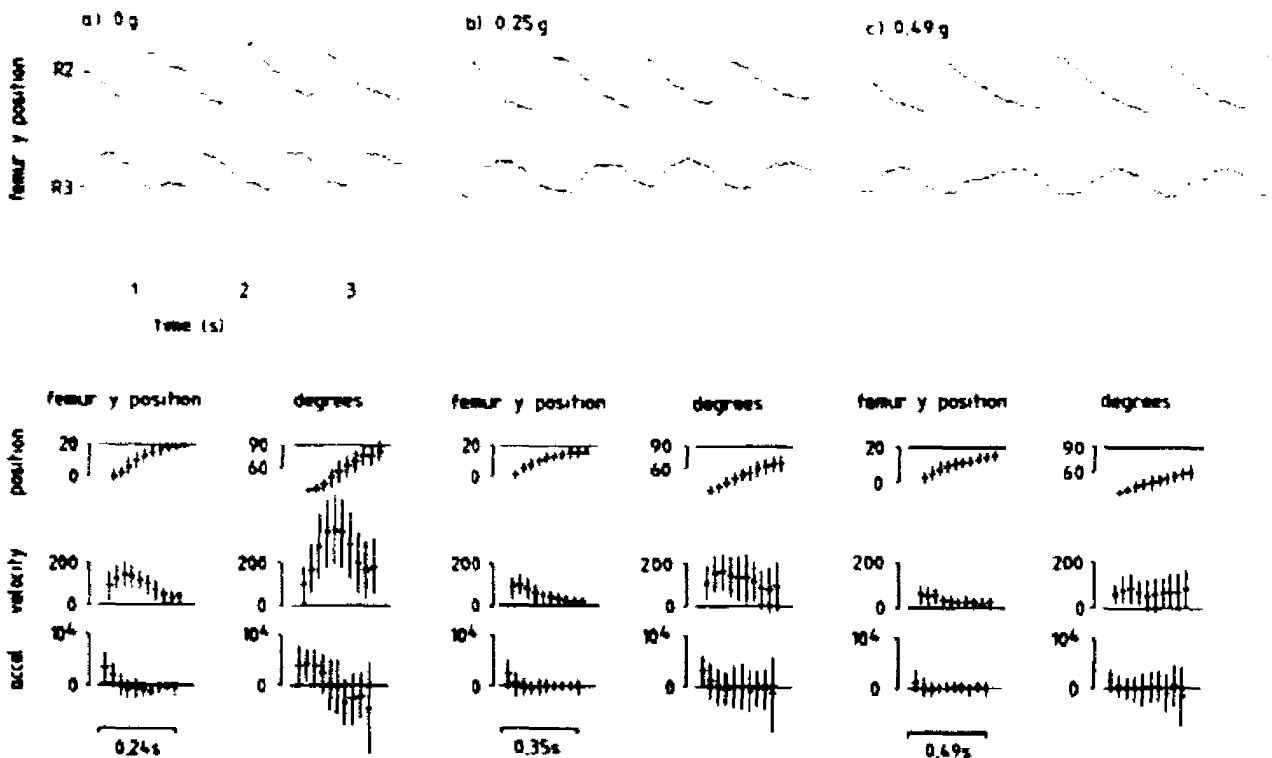 a) 0g b) 0.25g c) 0.49g
femur y position
R2
R3
1 2 3
Time (s)
femur y position degrees femur y position degrees femur y position degrees
position
20 90 20 90 20 90
0 60 0 60 0 60
velocity
200 200 200 200 200 200
0 0 0 0 0 0
accel
10⁴ 10⁴ 10⁴ 10⁴ 10⁴ 10⁴
0 0 0 0 0 0
0.24s 0.35s 0.49s